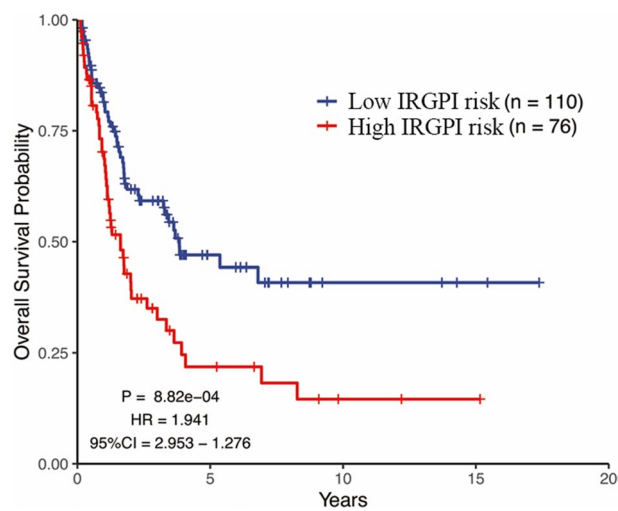 1.00
0.75
0.50
0.25
0.00
Overall Survival Probability
Low IRGPI risk (n = 110)
High IRGPI risk (n = 76)
P = 8.82e−04
HR = 1.941
95%CI = 2.953 − 1.276
0 5 10 15 20
Years